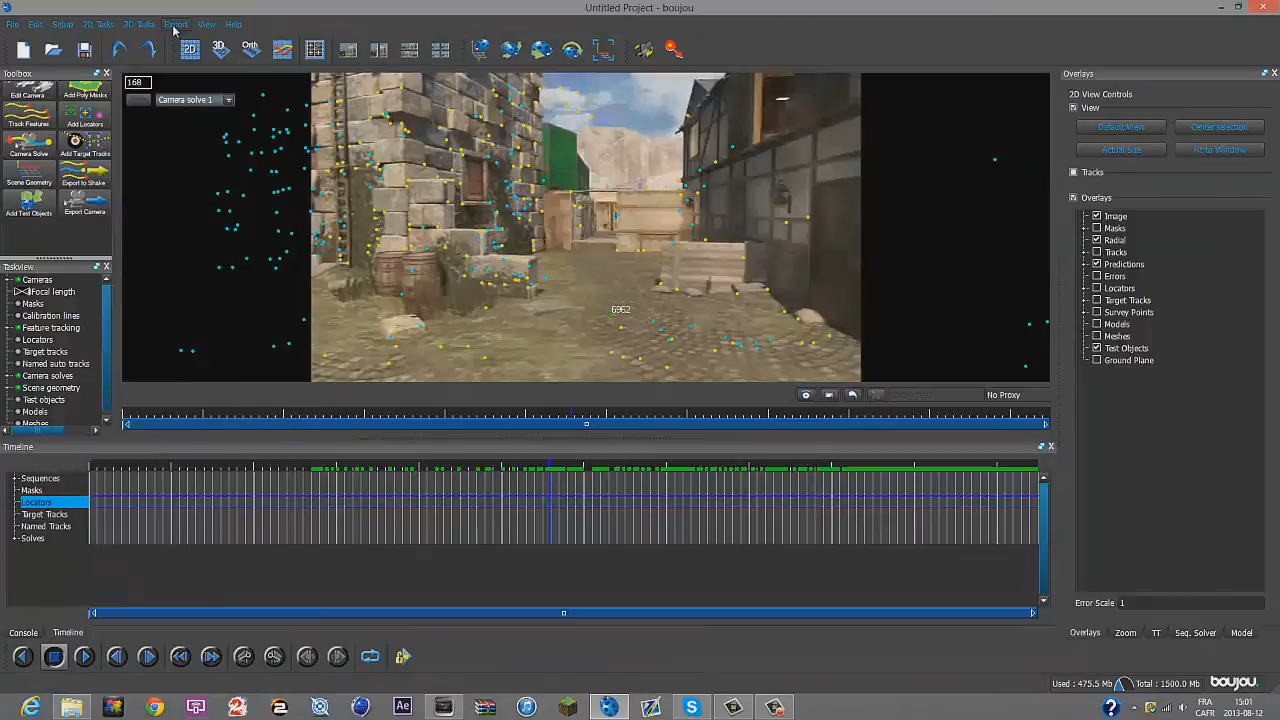 Untitled Project - boujou
File Edit Setup 2D Tasks 3D Tasks Export View Help
2D 3D Orth
Toolbox
Edit Camera Add Poly Masks
Track Features Add Locators
Camera Solve Add Target Tracks
Scene Geometry Export to Shake
Add Test Objects Export Camera
168
Camera solve 1
6962
No Proxy
Taskview
Cameras
Focal length
Masks
Calibration lines
Feature tracking
Locators
Target tracks
Named auto tracks
Camera solves
Scene geometry
Test objects
Models
Meshes
Overlays
2D View Controls
View
Default View Center selection
Actual Size Fit to Window
Tracks
Overlays
Image
Masks
Radial
Tracks
Predictions
Errors
Locators
Target Tracks
Survey Points
Models
Meshes
Test Objects
Ground Plane
Error Scale 1
Overlays Zoom TT Seq. Solver Model
Timeline
Sequences
Masks
Locators
Target Tracks
Named Tracks
Solves
Console Timeline
Used : 475.5 Mb Total : 1500.0 Mb boujou
Ae
FRA 15:01
CAFR 2013-08-12